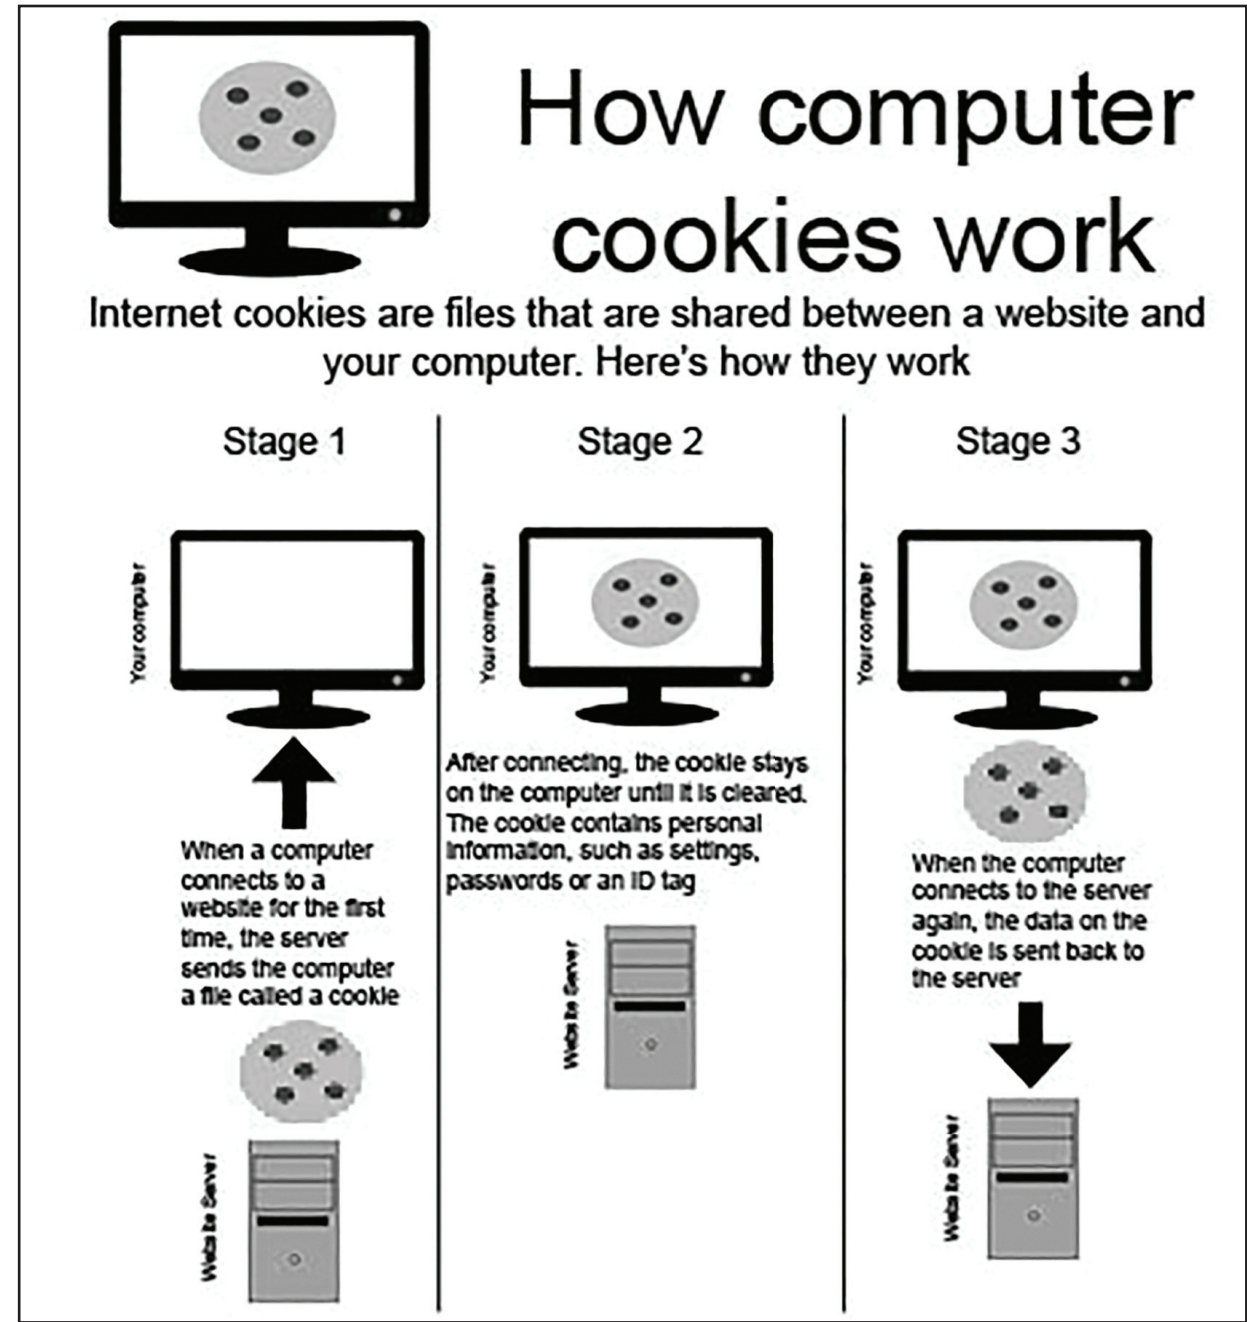 How computer
cookies work
Internet cookies are files that are shared between a website and
your computer. Here's how they work
Stage 1
Your computer
When a computer
connects to a
website for the first
time, the server
sends the computer
a file called a cookie
Website Server
Stage 2
Your computer
After connecting, the cookie stays
on the computer until it is cleared.
The cookie contains personal
information, such as settings,
passwords or an ID tag
Website Server
Stage 3
Your computer
When the computer
connects to the server
again, the data on the
cookie is sent back to
the server
Website Server